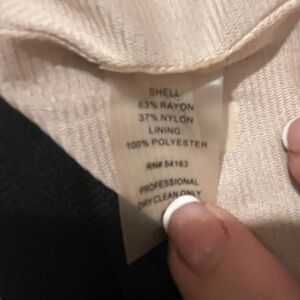 SHELL:
63% RAYON
37% NYLON
LINING
100% POLYESTER
RN# 54163
PROFESSIONAL
DRY CLEAN ONLY